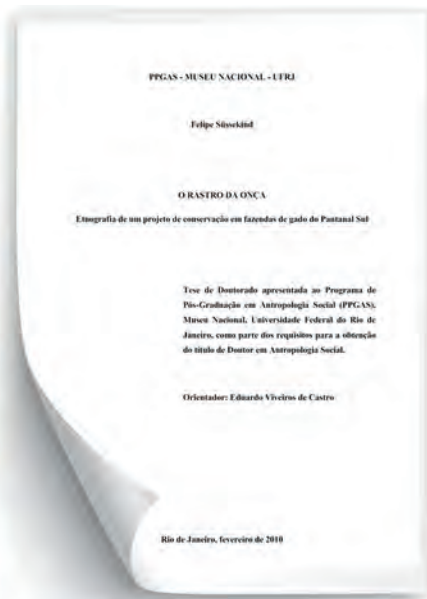 PPGAS - MUSEU NACIONAL - UFRJ
Felipe Süssekind
O RASTRO DA ONÇA
Etnografia de um projeto de conservação em fazendas de gado do Pantanal Sul
Tese de Doutorado apresentada ao Programa de
Pós-Graduação em Antropologia Social (PPGAS),
Museu Nacional, Universidade Federal do Rio de
Janeiro, como parte dos requisitos para a obtenção
do título de Doutor em Antropologia Social.
Orientador: Eduardo Viveiros de Castro
Rio de Janeiro, fevereiro de 2010